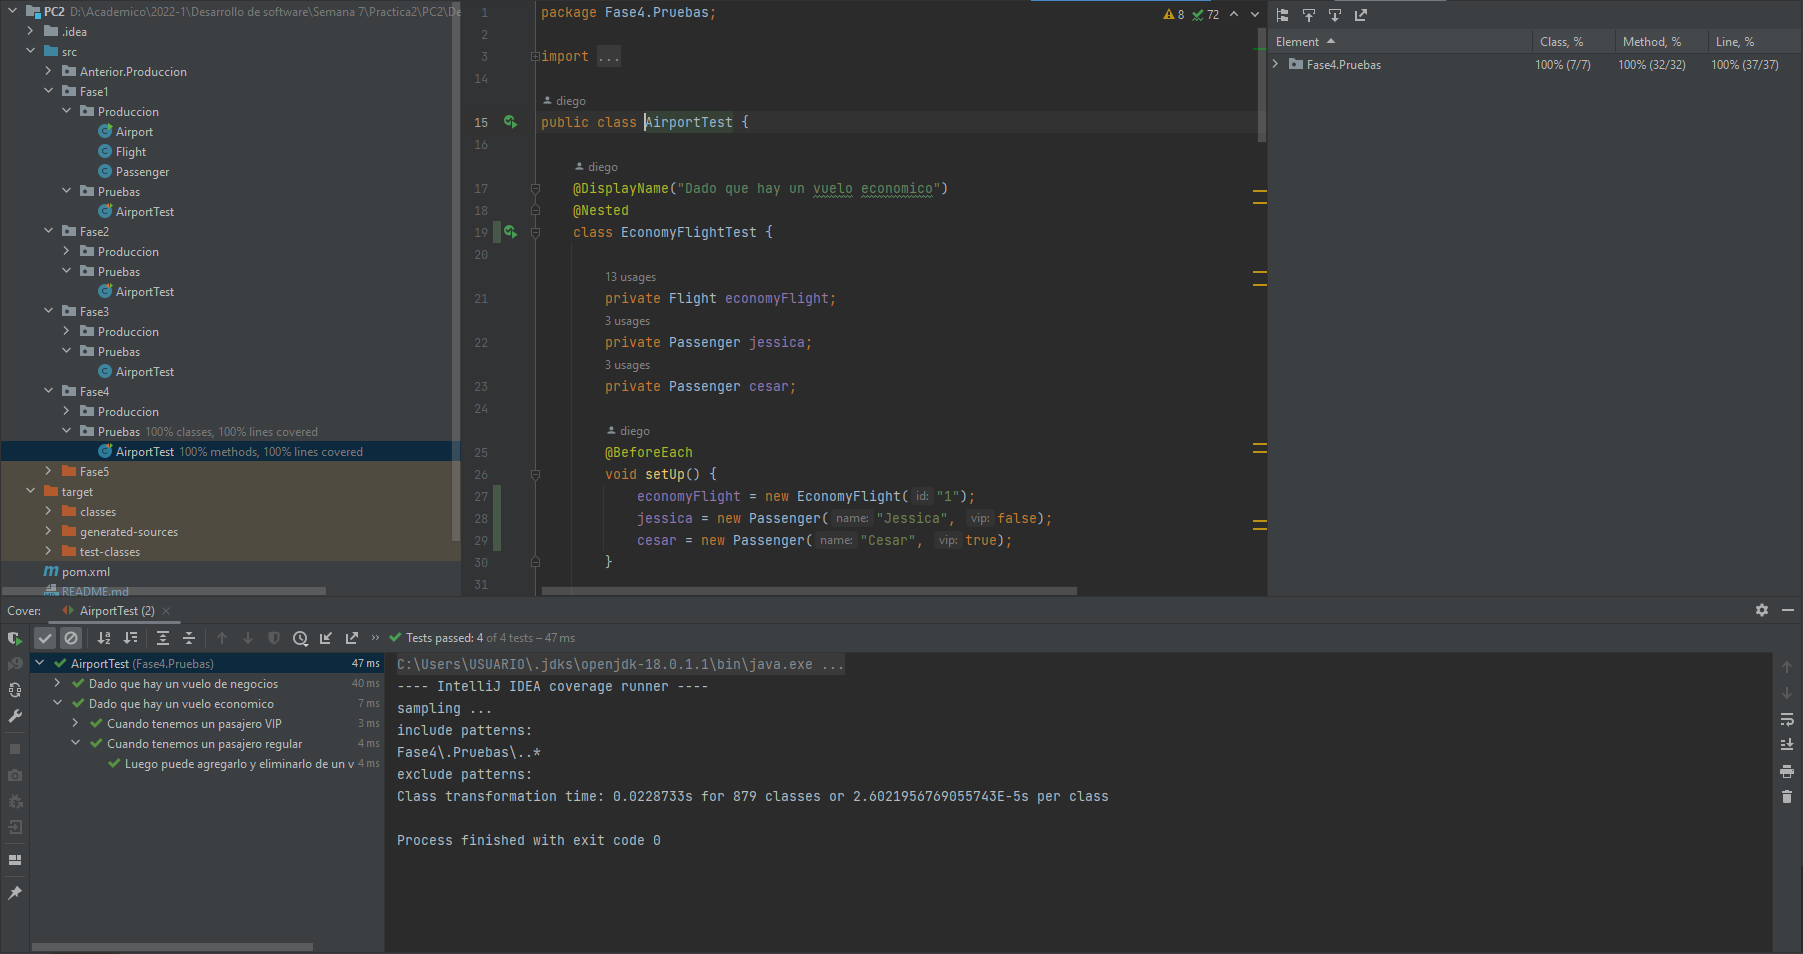 PC2 D:\Academico\2022-1\Desarrollo de software\Semana 7\Practica2\PC2\De
.idea
src
Anterior.Produccion
Fase1
Produccion
Airport
Flight
Passenger
Pruebas
AirportTest
Fase2
Produccion
Pruebas
AirportTest
Fase3
Produccion
Pruebas
AirportTest
Fase4
Produccion
Pruebas 100% classes, 100% lines covered
AirportTest 100% methods, 100% lines covered
Fase5
target
classes
generated-sources
test-classes
pom.xml
README.md
8 72
1 package Fase4.Pruebas;
2
3 import ...
14
diego
15 public class AirportTest {
16
diego
17 @DisplayName("Dado que hay un vuelo economico")
18 @Nested
19 class EconomyFlightTest {
20
13 usages
21 private Flight economyFlight;
3 usages
22 private Passenger jessica;
3 usages
23 private Passenger cesar;
24
diego
25 @BeforeEach
26 void setUp() {
27 economyFlight = new EconomyFlight( id: "1");
28 jessica = new Passenger( name: "Jessica", vip: false);
29 cesar = new Passenger( name: "Cesar", vip: true);
30 }
31
Element Class, % Method, % Line, %
Fase4.Pruebas 100% (7/7) 100% (32/32) 100% (37/37)
Cover: AirportTest (2)
Tests passed: 4 of 4 tests – 47 ms
AirportTest (Fase4.Pruebas) 47 ms
Dado que hay un vuelo de negocios 40 ms
Dado que hay un vuelo economico 7 ms
Cuando tenemos un pasajero VIP 3 ms
Cuando tenemos un pasajero regular 4 ms
Luego puede agregarlo y eliminarlo de un v 4 ms
C:\Users\USUARIO\.jdks\openjdk-18.0.1.1\bin\java.exe ...
---- IntelliJ IDEA coverage runner ----
sampling ...
include patterns:
Fase4\.Pruebas\..*
exclude patterns:
Class transformation time: 0.0228733s for 879 classes or 2.6021956769055743E-5s per class
Process finished with exit code 0